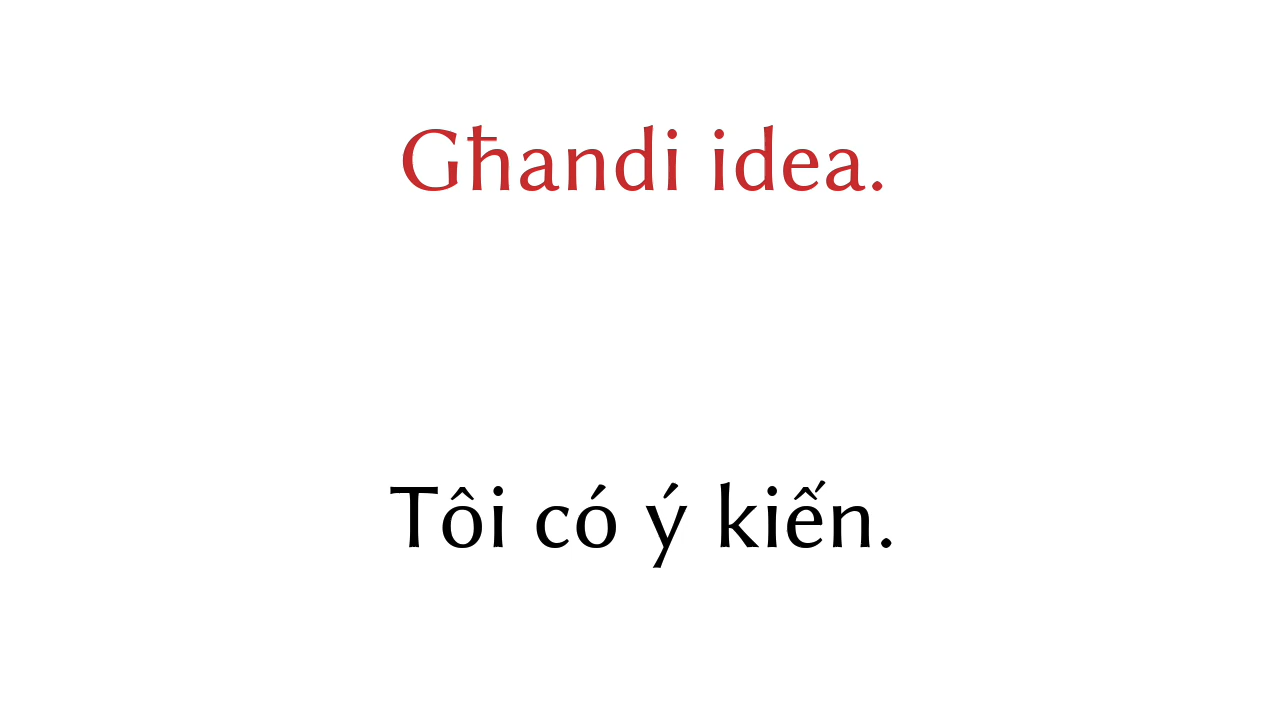 Għandi idea.
Tôi có ý kiến.